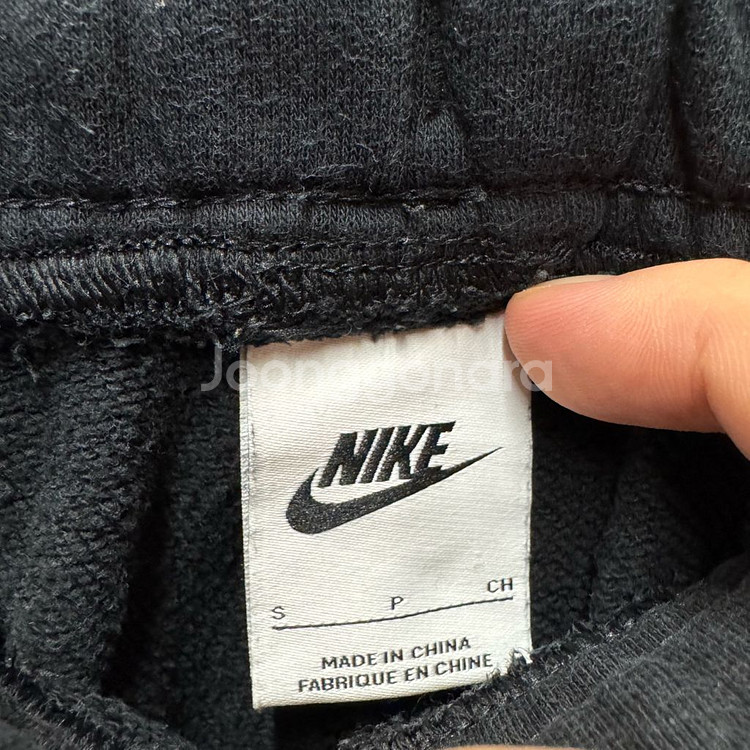 NIKE
S P CH
MADE IN CHINA
FABRIQUE EN CHINE